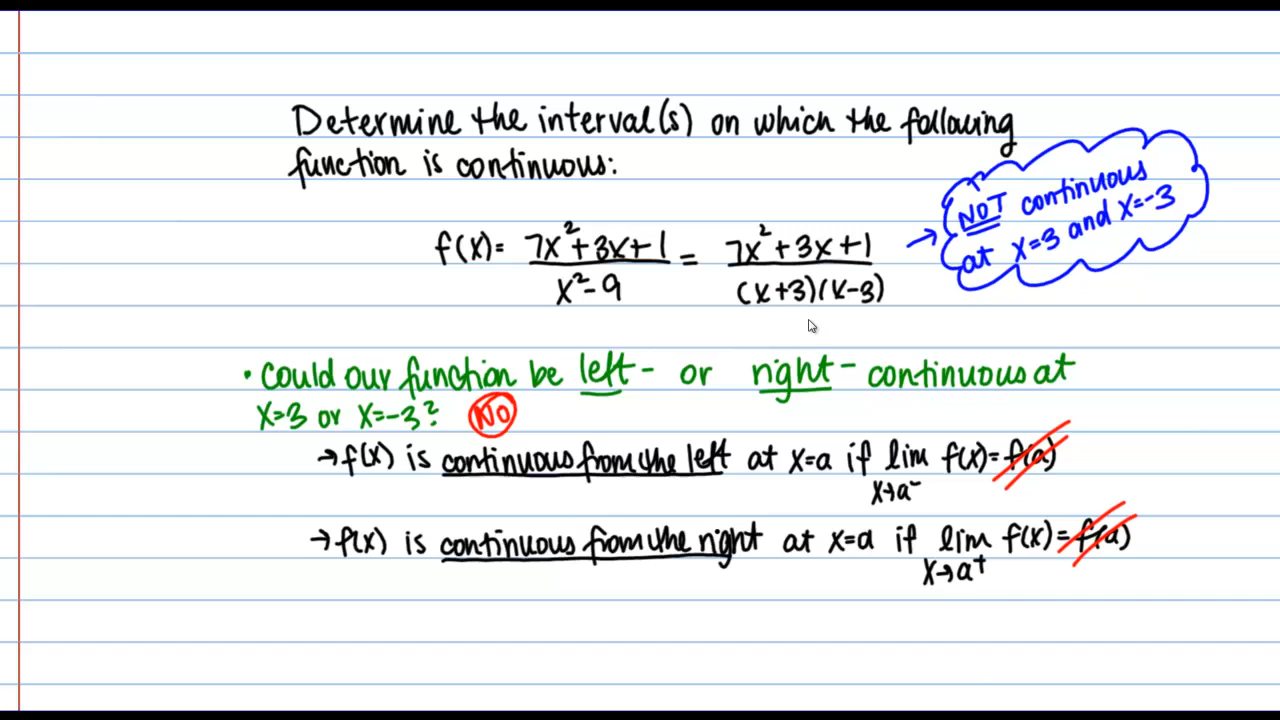 Determine the interval(s) on which the following
function is continuous:
f(x) = 7x²+3x+1 / x²-9 = 7x²+3x+1 / (x+3)(x-3)
→ NOT continuous
at x=3 and x=-3
• Could our function be left- or right- continuous at
x=3 or x=-3? NO
→ f(x) is continuous from the left at x=a if lim x→a⁻ f(x) = f(a)
→ f(x) is continuous from the right at x=a if lim x→a⁺ f(x) = f(a)